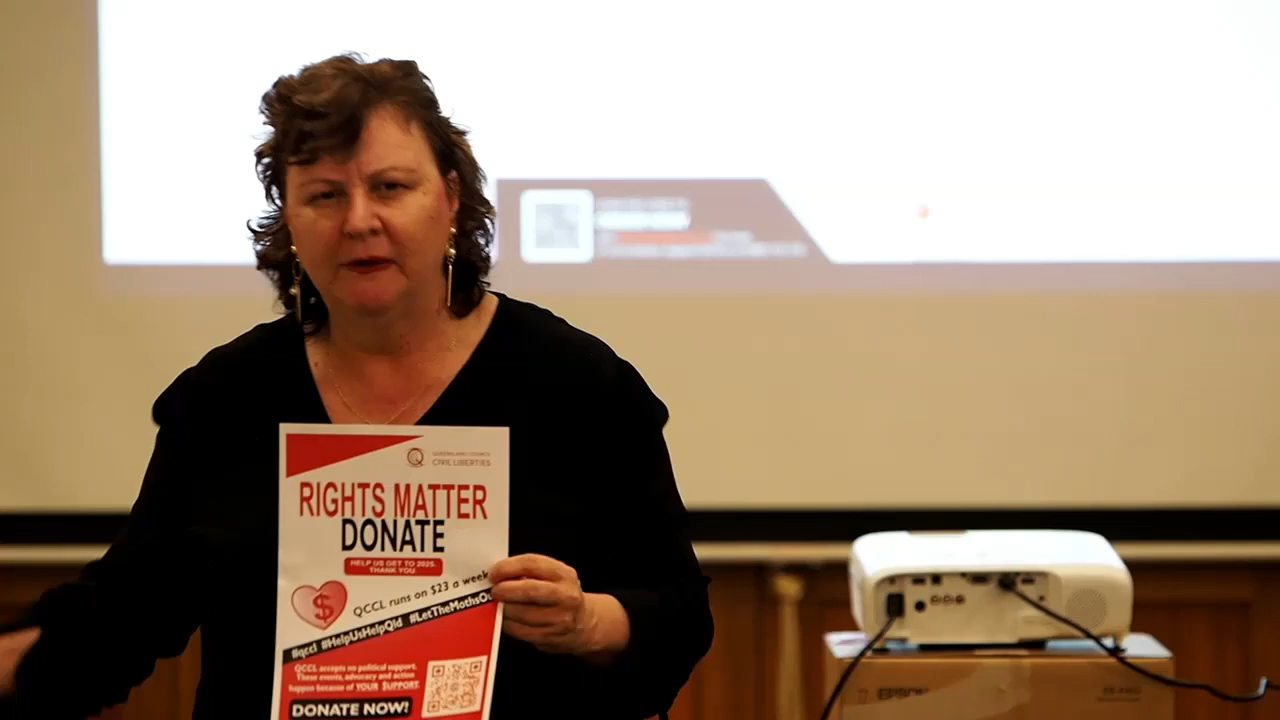 QUEENSLAND COUNCIL
CIVIL LIBERTIES
RIGHTS MATTER
DONATE
HELP US GET TO 2025.
THANK YOU.
$
QCCL runs on $23 a week
#qccl #HelpUsHelpQld #LetTheMothsOu
QCCL accepts no political support.
These events, advocacy and action
happen because of YOUR SUPPORT.
DONATE NOW!
EPSON